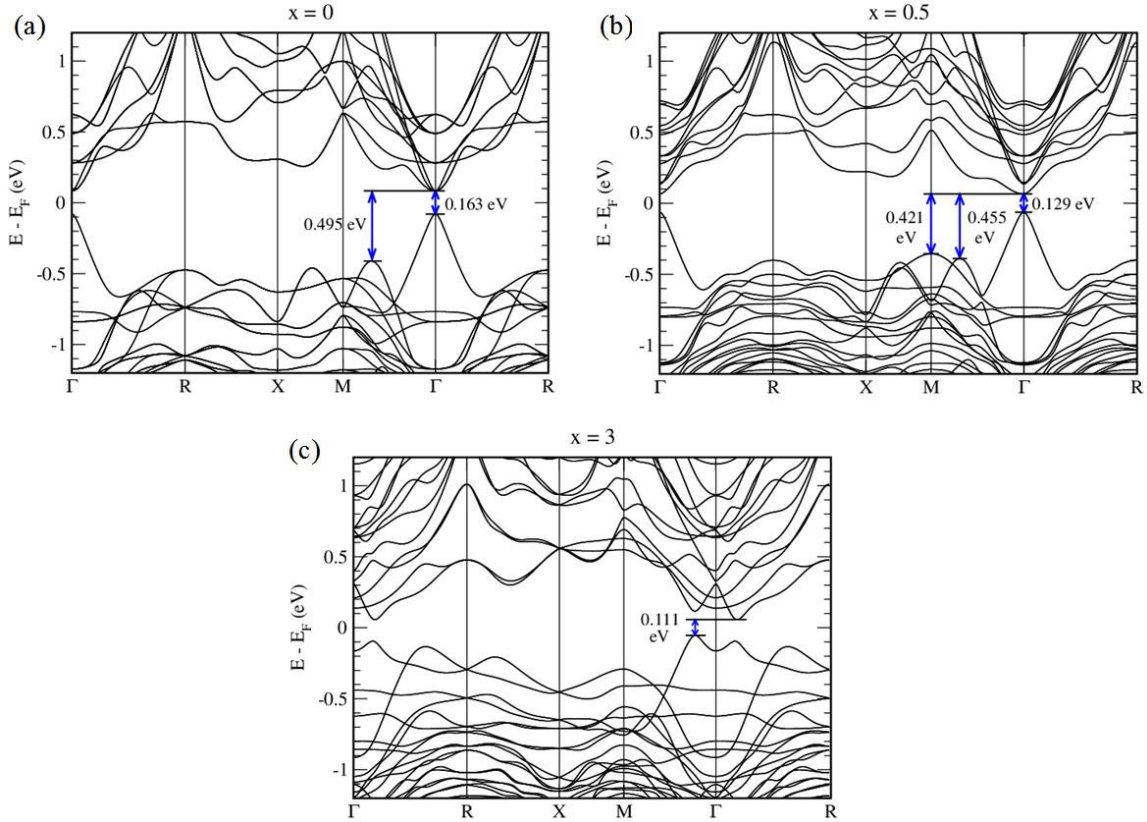 (a)
x = 0
E - E_F (eV)
1
0.5
0
-0.5
-1
0.495 eV
0.163 eV
Γ
R
X
M
Γ
R
(b)
x = 0.5
E - E_F (eV)
1
0.5
0
-0.5
-1
0.421
eV
0.455
eV
0.129 eV
Γ
R
X
M
Γ
R
(c)
x = 3
E - E_F (eV)
1
0.5
0
-0.5
-1
0.111
eV
Γ
R
X
M
Γ
R